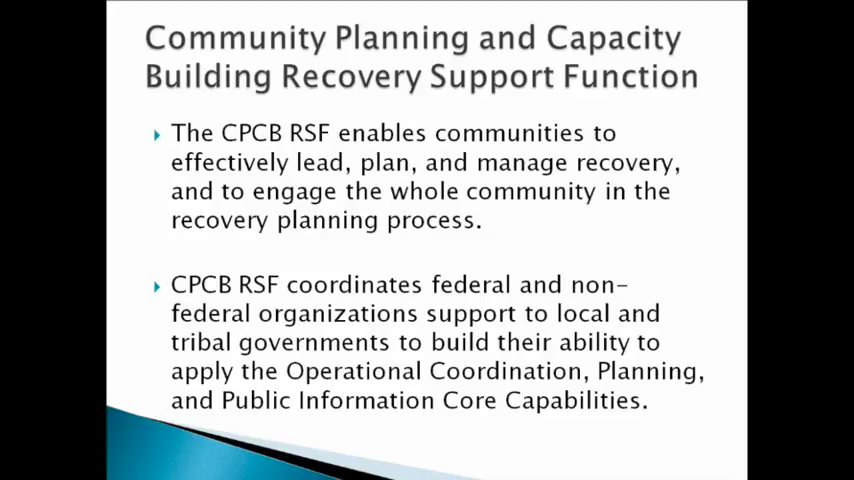 Community Planning and Capacity
Building Recovery Support Function
The CPCB RSF enables communities to
effectively lead, plan, and manage recovery,
and to engage the whole community in the
recovery planning process.
CPCB RSF coordinates federal and non-
federal organizations support to local and
tribal governments to build their ability to
apply the Operational Coordination, Planning,
and Public Information Core Capabilities.